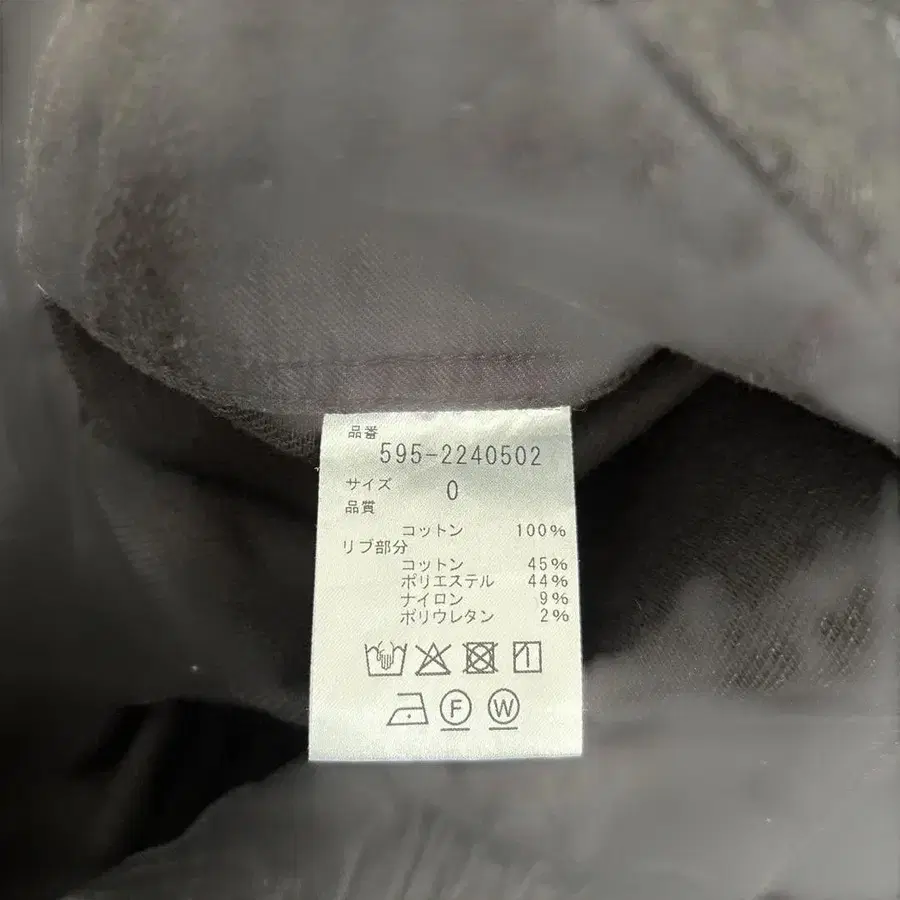 品番
595-2240502
サイズ 0
品質
コットン 100%
リブ部分
コットン 45%
ポリエステル 44%
ナイロン 9%
ポリウレタン 2%
F W